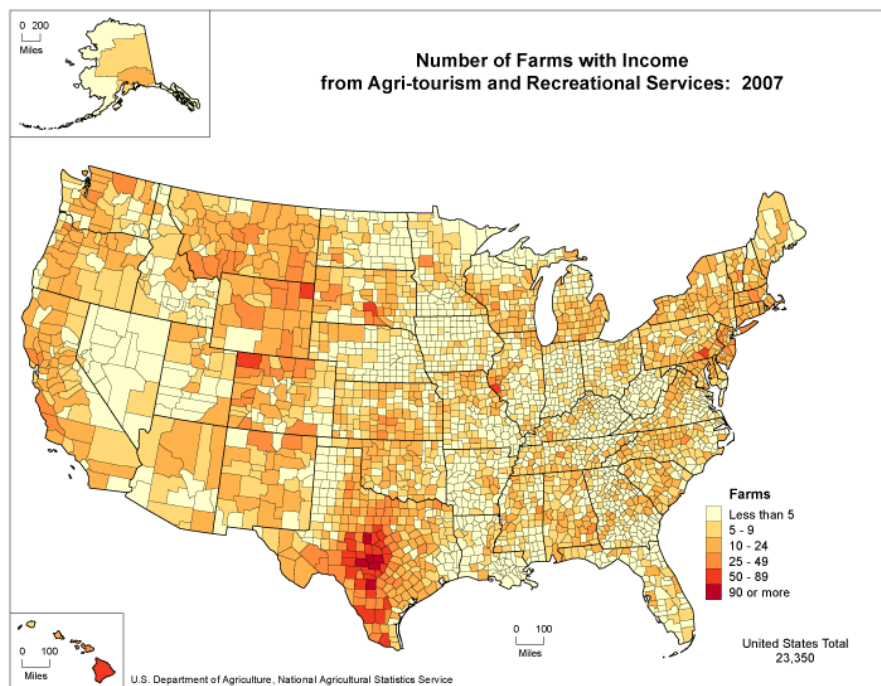 0 200
Miles
Number of Farms with Income
from Agri-tourism and Recreational Services: 2007
Farms
Less than 5
5 - 9
10 - 24
25 - 49
50 - 89
90 or more
0 100
Miles
United States Total
23,350
0 100
Miles
U.S. Department of Agriculture, National Agricultural Statistics Service